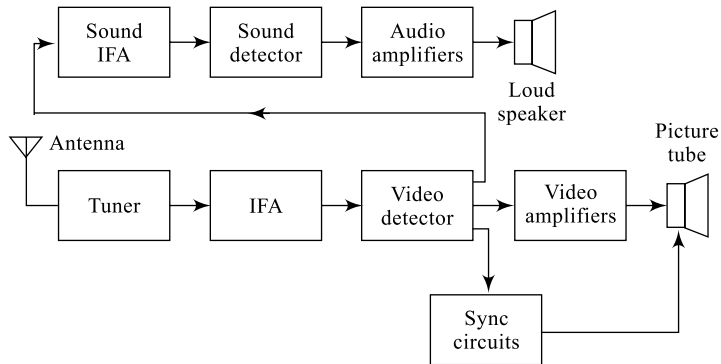 Sound
IFA
Sound
detector
Audio
amplifiers
Loud
speaker
Picture
tube
Antenna
Tuner
IFA
Video
detector
Video
amplifiers
Sync
circuits